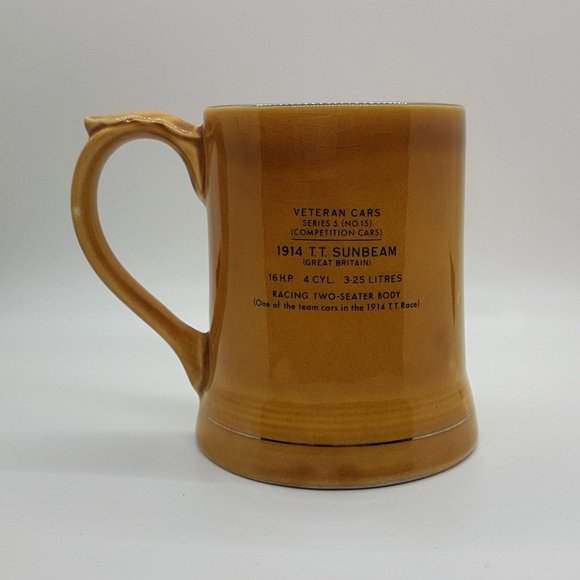 VETERAN CARS
SERIES 5. (NO 15)
(COMPETITION CARS)
1914 T.T. SUNBEAM
(GREAT BRITAIN)
16 H.P. 4 CYL. 3·25 LITRES
RACING TWO-SEATER BODY
(One of the team cars in the 1914 T.T. Race)